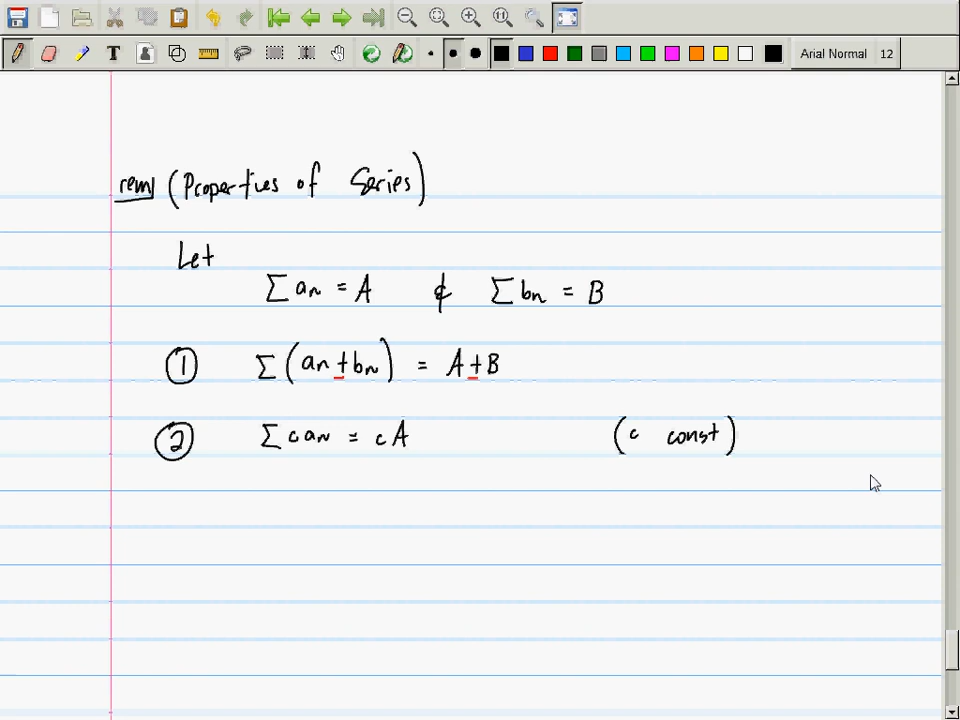 Arial Normal 12
rem (Properties of Series)
Let
∑ an = A & ∑ bn = B
① ∑ (an + bn) = A + B
② ∑ c an = c A (c const)